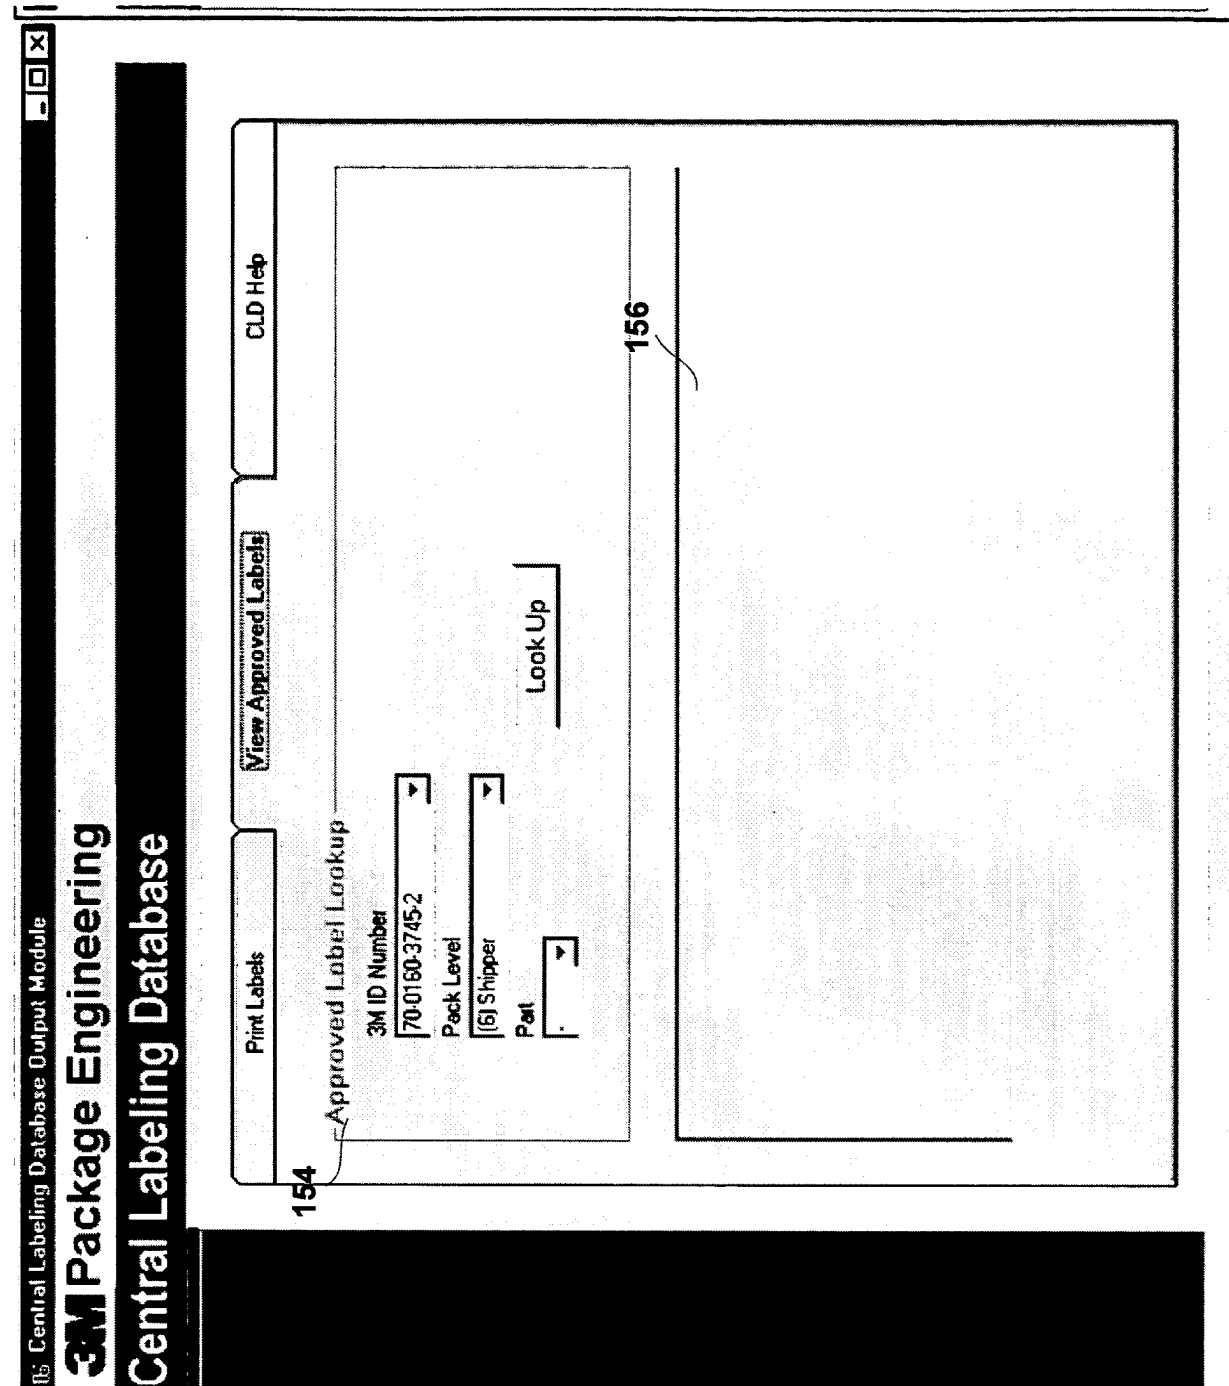 Central Labeling Database Output Module
3M Package Engineering
Central Labeling Database
Print Labels
View Approved Labels
CLD Help
154
Approved Label Lookup
3M ID Number
70-0160-3745-2
Pack Level
(6) Shipper
Part
-
Look Up
156